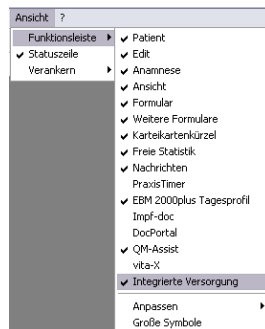 Ansicht ?
Funktionsleiste
Statuszeile
Verankern
Patient
Edit
Anamnese
Ansicht
Formular
Weitere Formulare
Karteikartenkürzel
Freie Statistik
Nachrichten
PraxisTimer
EBM 2000plus Tagesprofil
Impf-doc
DocPortal
QM-Assist
vita-X
Integrierte Versorgung
Anpassen
Große Symbole